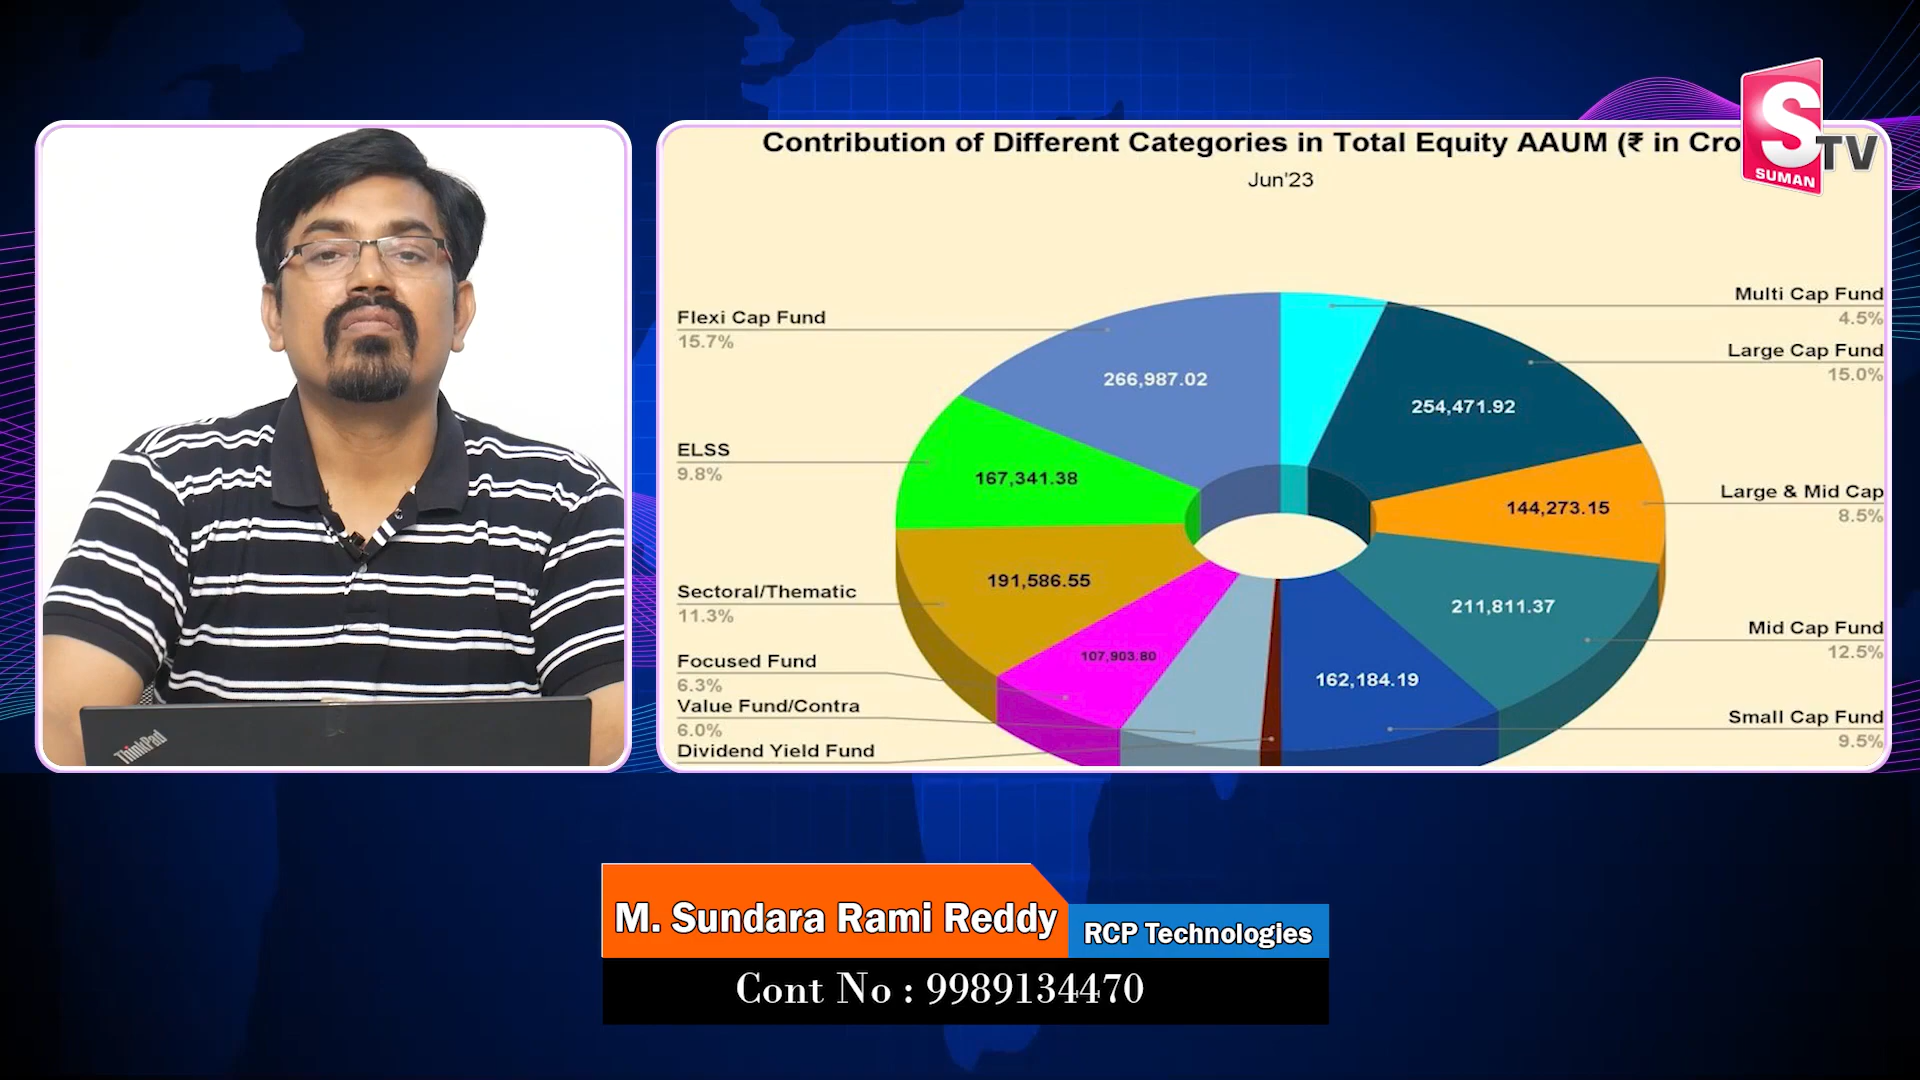 Contribution of Different Categories in Total Equity AAUM (₹ in Cro
Jun'23
S
TV
SUMAN
Flexi Cap Fund
15.7%
ELSS
9.8%
Sectoral/Thematic
11.3%
Focused Fund
6.3%
Value Fund/Contra
6.0%
Dividend Yield Fund
266,987.02
254,471.92
167,341.38
144,273.15
191,586.55
211,811.37
107,903.80
162,184.19
Multi Cap Fund
4.5%
Large Cap Fund
15.0%
Large & Mid Cap
8.5%
Mid Cap Fund
12.5%
Small Cap Fund
9.5%
ThinkPad
M. Sundara Rami Reddy
RCP Technologies
Cont No : 9989134470